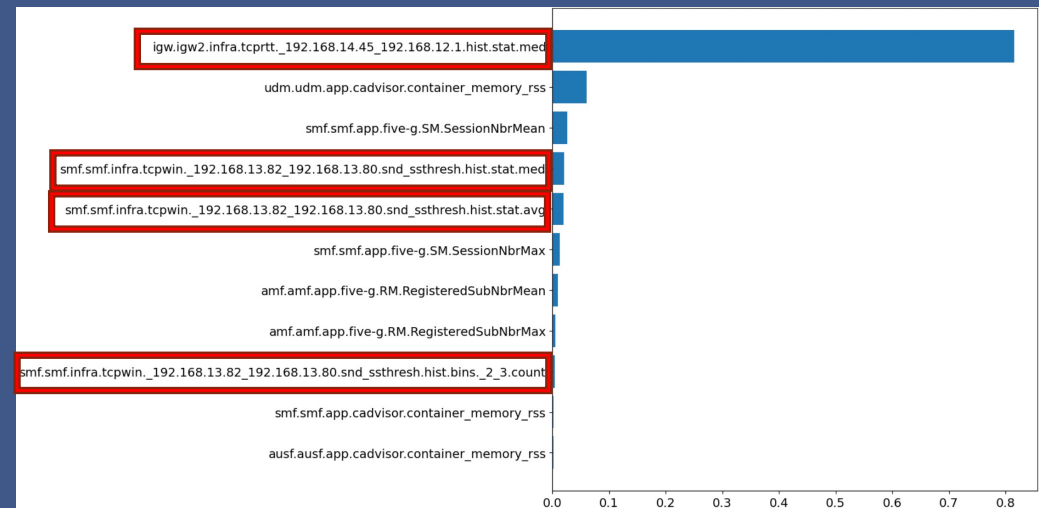 igw.igw2.infra.tcprtt._192.168.14.45_192.168.12.1.hist.stat.med
udm.udm.app.cadvisor.container_memory_rss
smf.smf.app.five-g.SM.SessionNbrMean
smf.smf.infra.tcpwin._192.168.13.82_192.168.13.80.snd_ssthresh.hist.stat.med
smf.smf.infra.tcpwin._192.168.13.82_192.168.13.80.snd_ssthresh.hist.stat.avg
smf.smf.app.five-g.SM.SessionNbrMax
amf.amf.app.five-g.RM.RegisteredSubNbrMean
amf.amf.app.five-g.RM.RegisteredSubNbrMax
smf.smf.infra.tcpwin._192.168.13.82_192.168.13.80.snd_ssthresh.hist.bins._2_3.count
smf.smf.app.cadvisor.container_memory_rss
ausf.ausf.app.cadvisor.container_memory_rss
0.0 0.1 0.2 0.3 0.4 0.5 0.6 0.7 0.8